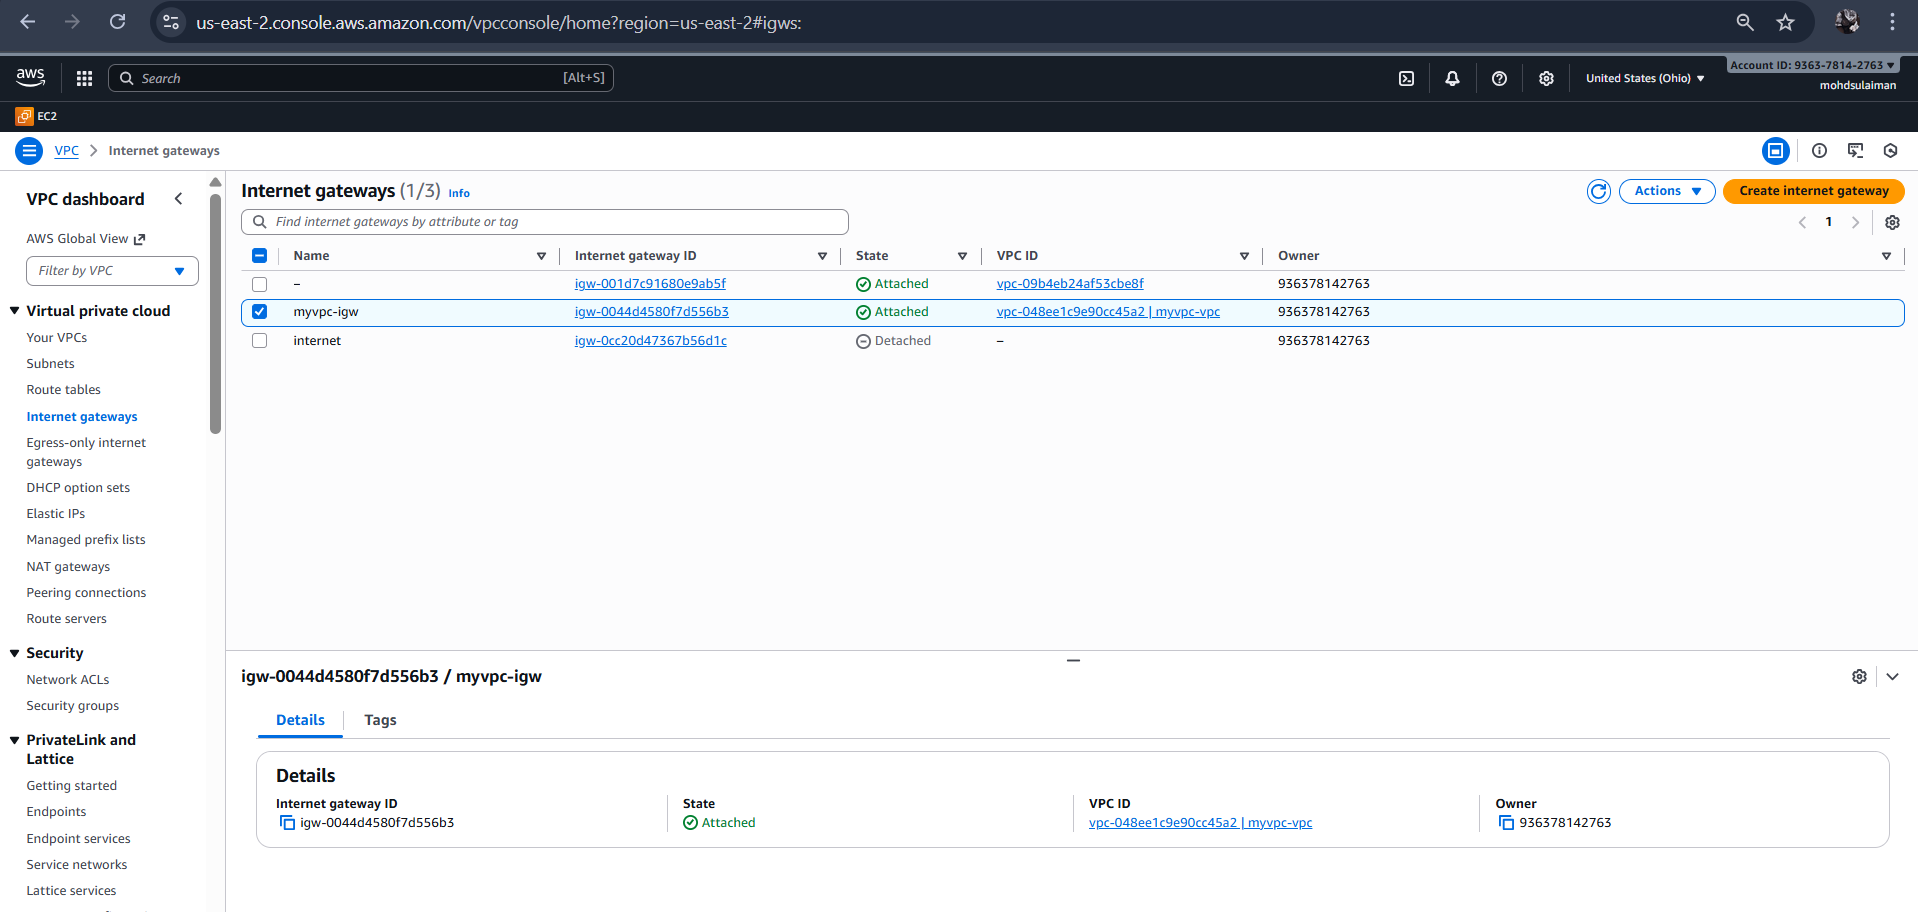 us-east-2.console.aws.amazon.com/vpcconsole/home?region=us-east-2#igws:
aws
Search [Alt+S]
United States (Ohio)
Account ID: 9363-7814-2763
mohdsulaiman
EC2
VPC Internet gateways
VPC dashboard
AWS Global View
Filter by VPC
Virtual private cloud
Your VPCs
Subnets
Route tables
Internet gateways
Egress-only internet
gateways
DHCP option sets
Elastic IPs
Managed prefix lists
NAT gateways
Peering connections
Route servers
Security
Network ACLs
Security groups
PrivateLink and
Lattice
Getting started
Endpoints
Endpoint services
Service networks
Lattice services
Internet gateways (1/3) Info
Actions
Create internet gateway
Find internet gateways by attribute or tag
1
Name Internet gateway ID State VPC ID Owner
– igw-001d7c91680e9ab5f Attached vpc-09b4eb24af53cbe8f 936378142763
myvpc-igw igw-0044d4580f7d556b3 Attached vpc-048ee1c9e90cc45a2 | myvpc-vpc 936378142763
internet igw-0cc20d47367b56d1c Detached – 936378142763
igw-0044d4580f7d556b3 / myvpc-igw
Details Tags
Details
Internet gateway ID State VPC ID Owner
igw-0044d4580f7d556b3 Attached vpc-048ee1c9e90cc45a2 | myvpc-vpc 936378142763